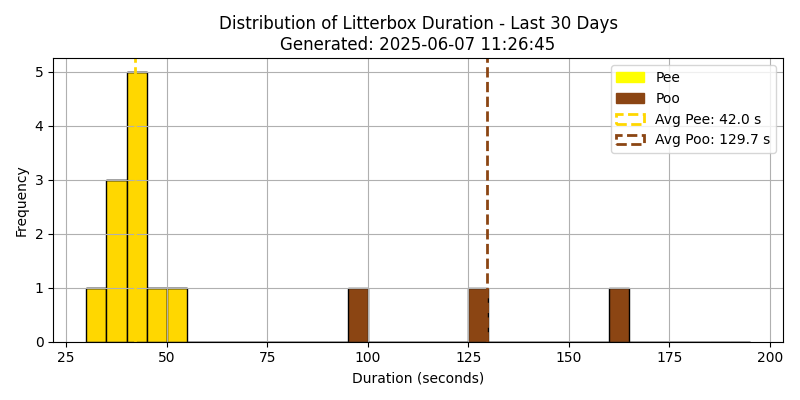 Distribution of Litterbox Duration - Last 30 Days
Generated: 2025-06-07 11:26:45
Pee
Poo
Avg Pee: 42.0 s
Avg Poo: 129.7 s
Frequency
5
4
3
2
1
0
25 50 75 100 125 150 175 200
Duration (seconds)